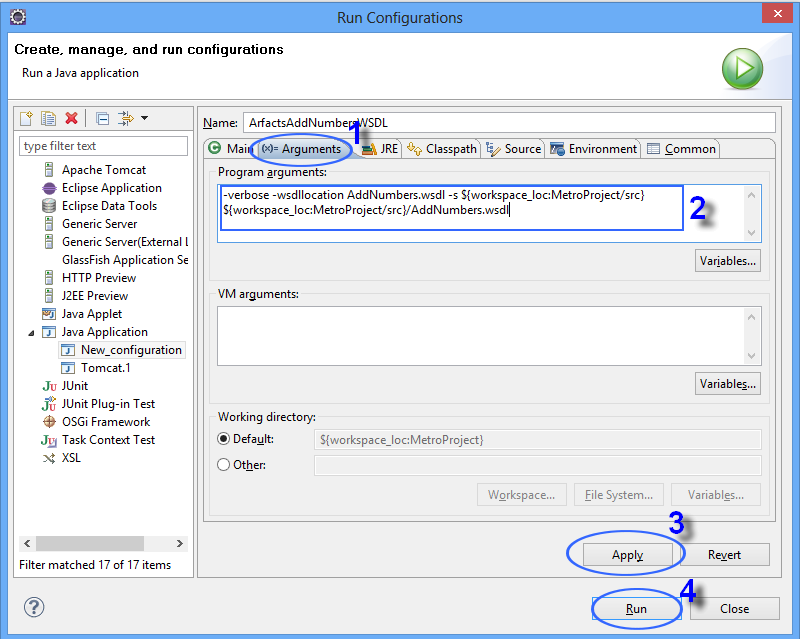 Run Configurations
Create, manage, and run configurations
Run a Java application
type filter text
Apache Tomcat
Eclipse Application
Eclipse Data Tools
Generic Server
Generic Server(External L
GlassFish Application Se
HTTP Preview
J2EE Preview
Java Applet
Java Application
New_configuration
Tomcat.1
JUnit
JUnit Plug-in Test
OSGi Framework
Task Context Test
XSL
Filter matched 17 of 17 items
Name: ArfactsAddNumbersWSDL
1
Main (x)= Arguments JRE Classpath Source Environment Common
Program arguments:
-verbose -wsdllocation AddNumbers.wsdl -s ${workspace_loc:MetroProject/src}
${workspace_loc:MetroProject/src}/AddNumbers.wsdl
2
Variables...
VM arguments:
Variables...
Working directory:
Default: ${workspace_loc:MetroProject}
Other:
Workspace... File System... Variables...
3
Apply Revert
4
Run Close